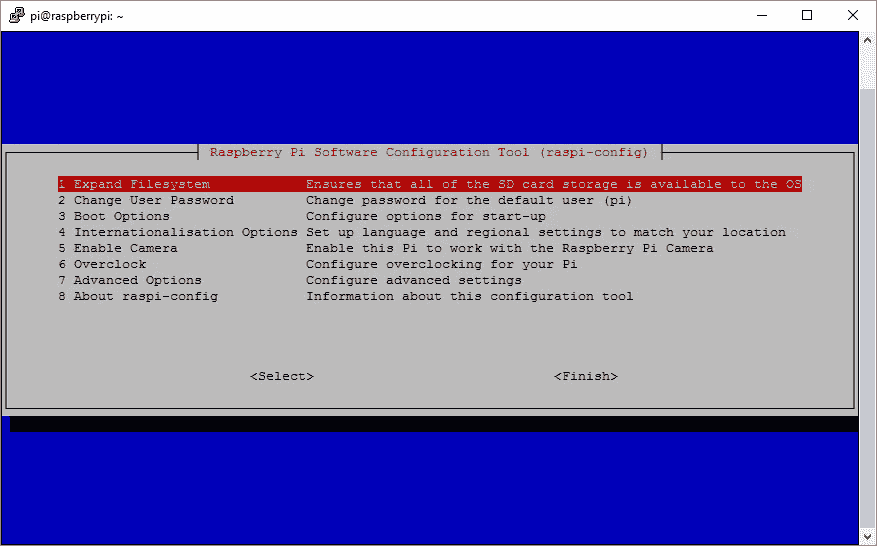 pi@raspberrypi: ~
Raspberry Pi Software Configuration Tool (raspi-config)
1 Expand Filesystem Ensures that all of the SD card storage is available to the OS
2 Change User Password Change password for the default user (pi)
3 Boot Options Configure options for start-up
4 Internationalisation Options Set up language and regional settings to match your location
5 Enable Camera Enable this Pi to work with the Raspberry Pi Camera
6 Overclock Configure overclocking for your Pi
7 Advanced Options Configure advanced settings
8 About raspi-config Information about this configuration tool
<Select> <Finish>